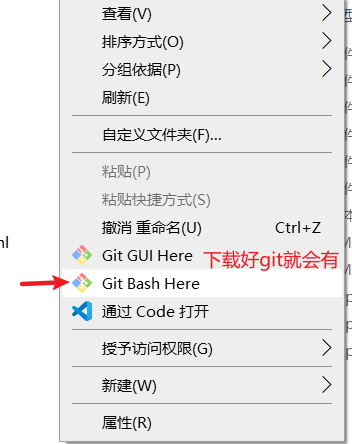 查看(V)
排序方式(O)
分组依据(P)
刷新(E)
自定义文件夹(F)...
粘贴(P)
粘贴快捷方式(S)
撤消 重命名(U) Ctrl+Z
Git GUI Here 下载好git就会有
Git Bash Here
通过 Code 打开
授予访问权限(G)
新建(W)
属性(R)